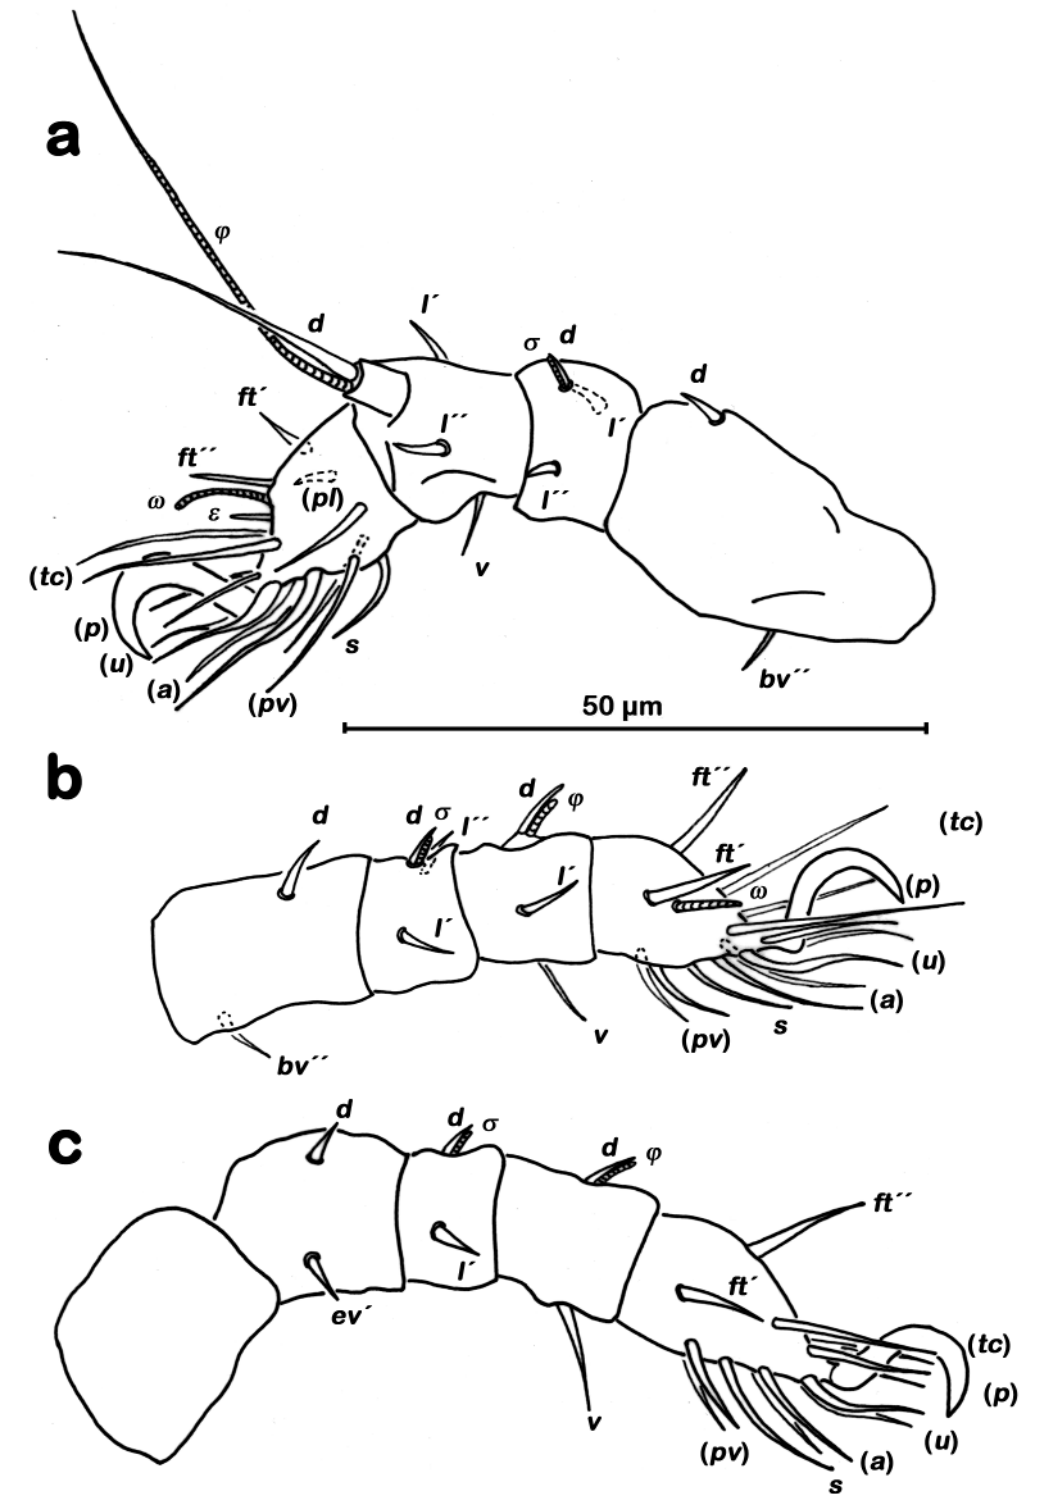 a
φ
l´
d
σ d
d
ft´
l´´
l´
ft´´
ω
(pl)
l´´
ε
v
(tc)
(p)
s
(u)
bv´´
(a)
(pv)
50 µm
b
ft´´
d
φ
d
d σ l´´
(tc)
ft´
l´
ω
(p)
l´
(u)
(a)
s
v
(pv)
bv´´
c
d
d σ
d φ
ft´´
l´
ft´
ev´
(tc)
(p)
v
(u)
(pv)
(a)
s